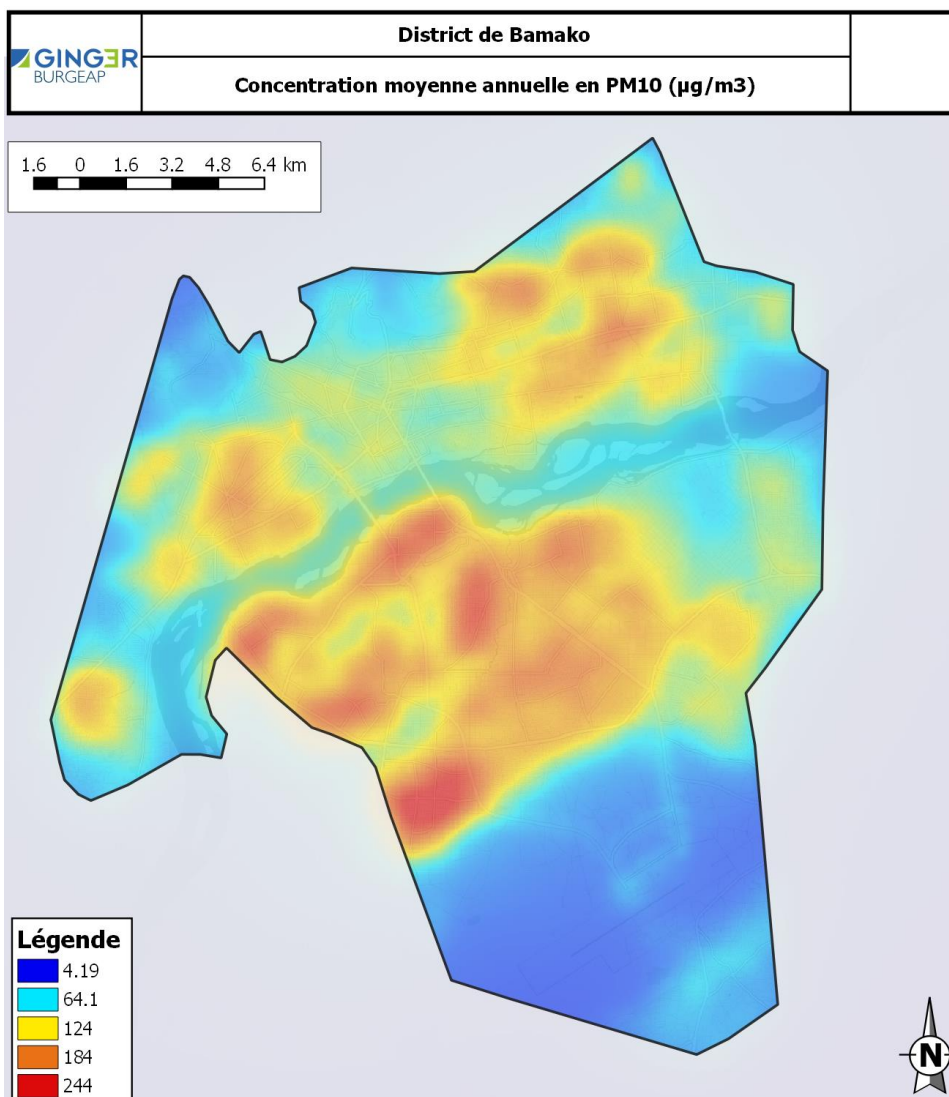 GINGER
BURGEAP
District de Bamako
Concentration moyenne annuelle en PM10 (µg/m3)
1.6 0 1.6 3.2 4.8 6.4 km
Légende
4.19
64.1
124
184
244
N